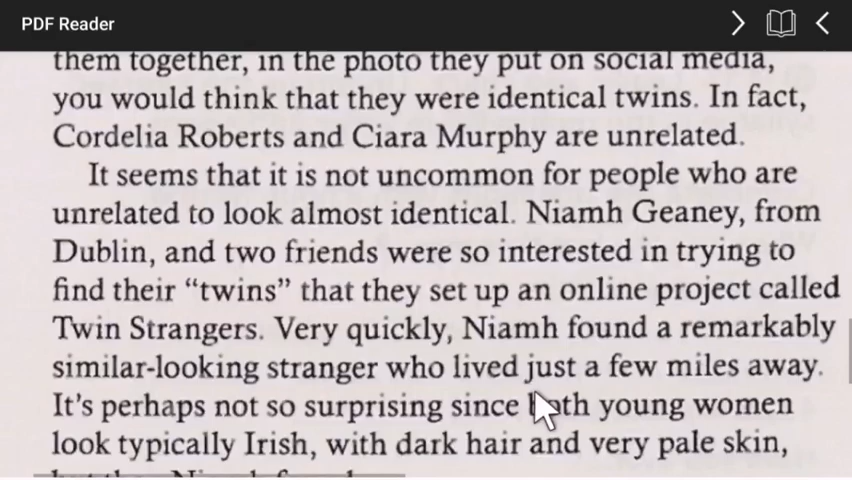 PDF Reader
them together, in the photo they put on social media,
you would think that they were identical twins. In fact,
Cordelia Roberts and Ciara Murphy are unrelated.
It seems that it is not uncommon for people who are
unrelated to look almost identical. Niamh Geaney, from
Dublin, and two friends were so interested in trying to
find their “twins” that they set up an online project called
Twin Strangers. Very quickly, Niamh found a remarkably
similar-looking stranger who lived just a few miles away.
It's perhaps not so surprising since both young women
look typically Irish, with dark hair and very pale skin,